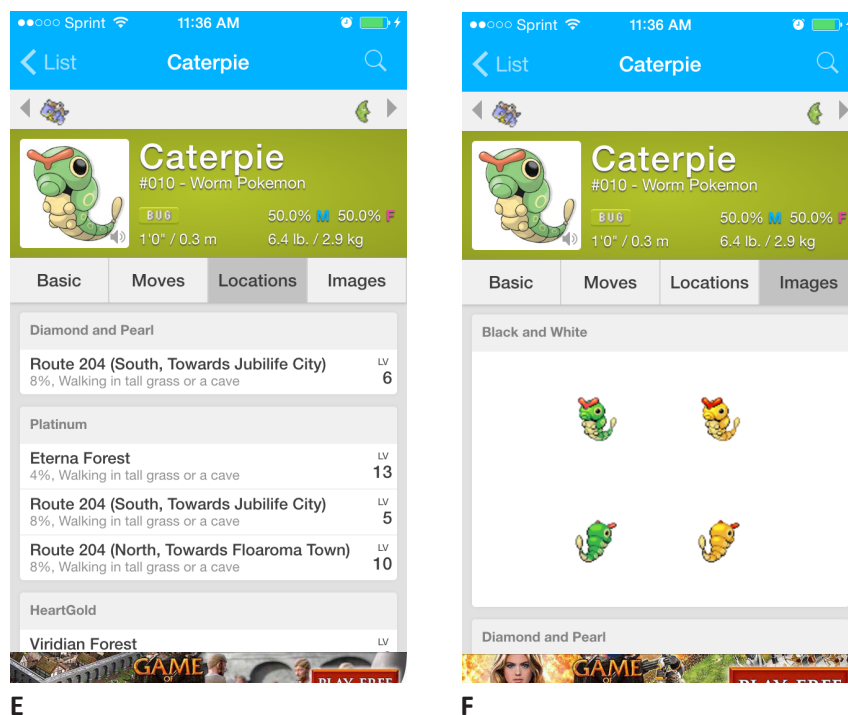 Sprint 11:36 AM
List Caterpie
Caterpie
#010 - Worm Pokemon
BUG 50.0% M 50.0% F
1'0" / 0.3 m 6.4 lb. / 2.9 kg
Basic Moves Locations Images
Diamond and Pearl
Route 204 (South, Towards Jubilife City) LV
8%, Walking in tall grass or a cave 6
Platinum
Eterna Forest LV
4%, Walking in tall grass or a cave 13
Route 204 (South, Towards Jubilife City) LV
8%, Walking in tall grass or a cave 5
Route 204 (North, Towards Floaroma Town) LV
8%, Walking in tall grass or a cave 10
HeartGold
Viridian Forest LV
GAME
OF
PLAY FREE
E
Sprint 11:36 AM
List Caterpie
Caterpie
#010 - Worm Pokemon
BUG 50.0% M 50.0% F
1'0" / 0.3 m 6.4 lb. / 2.9 kg
Basic Moves Locations Images
Black and White
Diamond and Pearl
GAME
OF
PLAY FREE
F